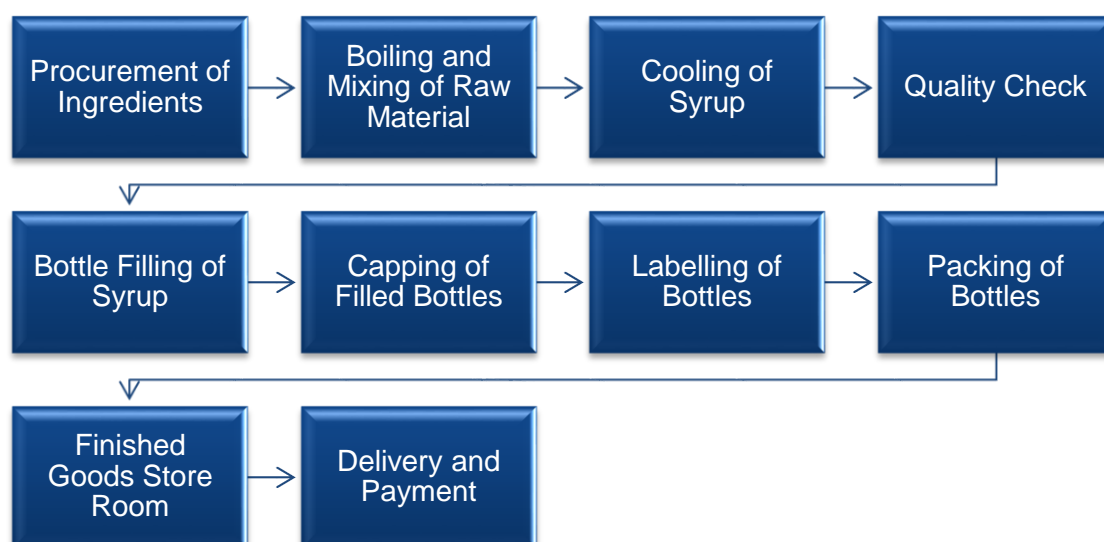 Procurement of
Ingredients
Boiling and
Mixing of Raw
Material
Cooling of
Syrup
Quality Check
Bottle Filling of
Syrup
Capping of
Filled Bottles
Labelling of
Bottles
Packing of
Bottles
Finished
Goods Store
Room
Delivery and
Payment